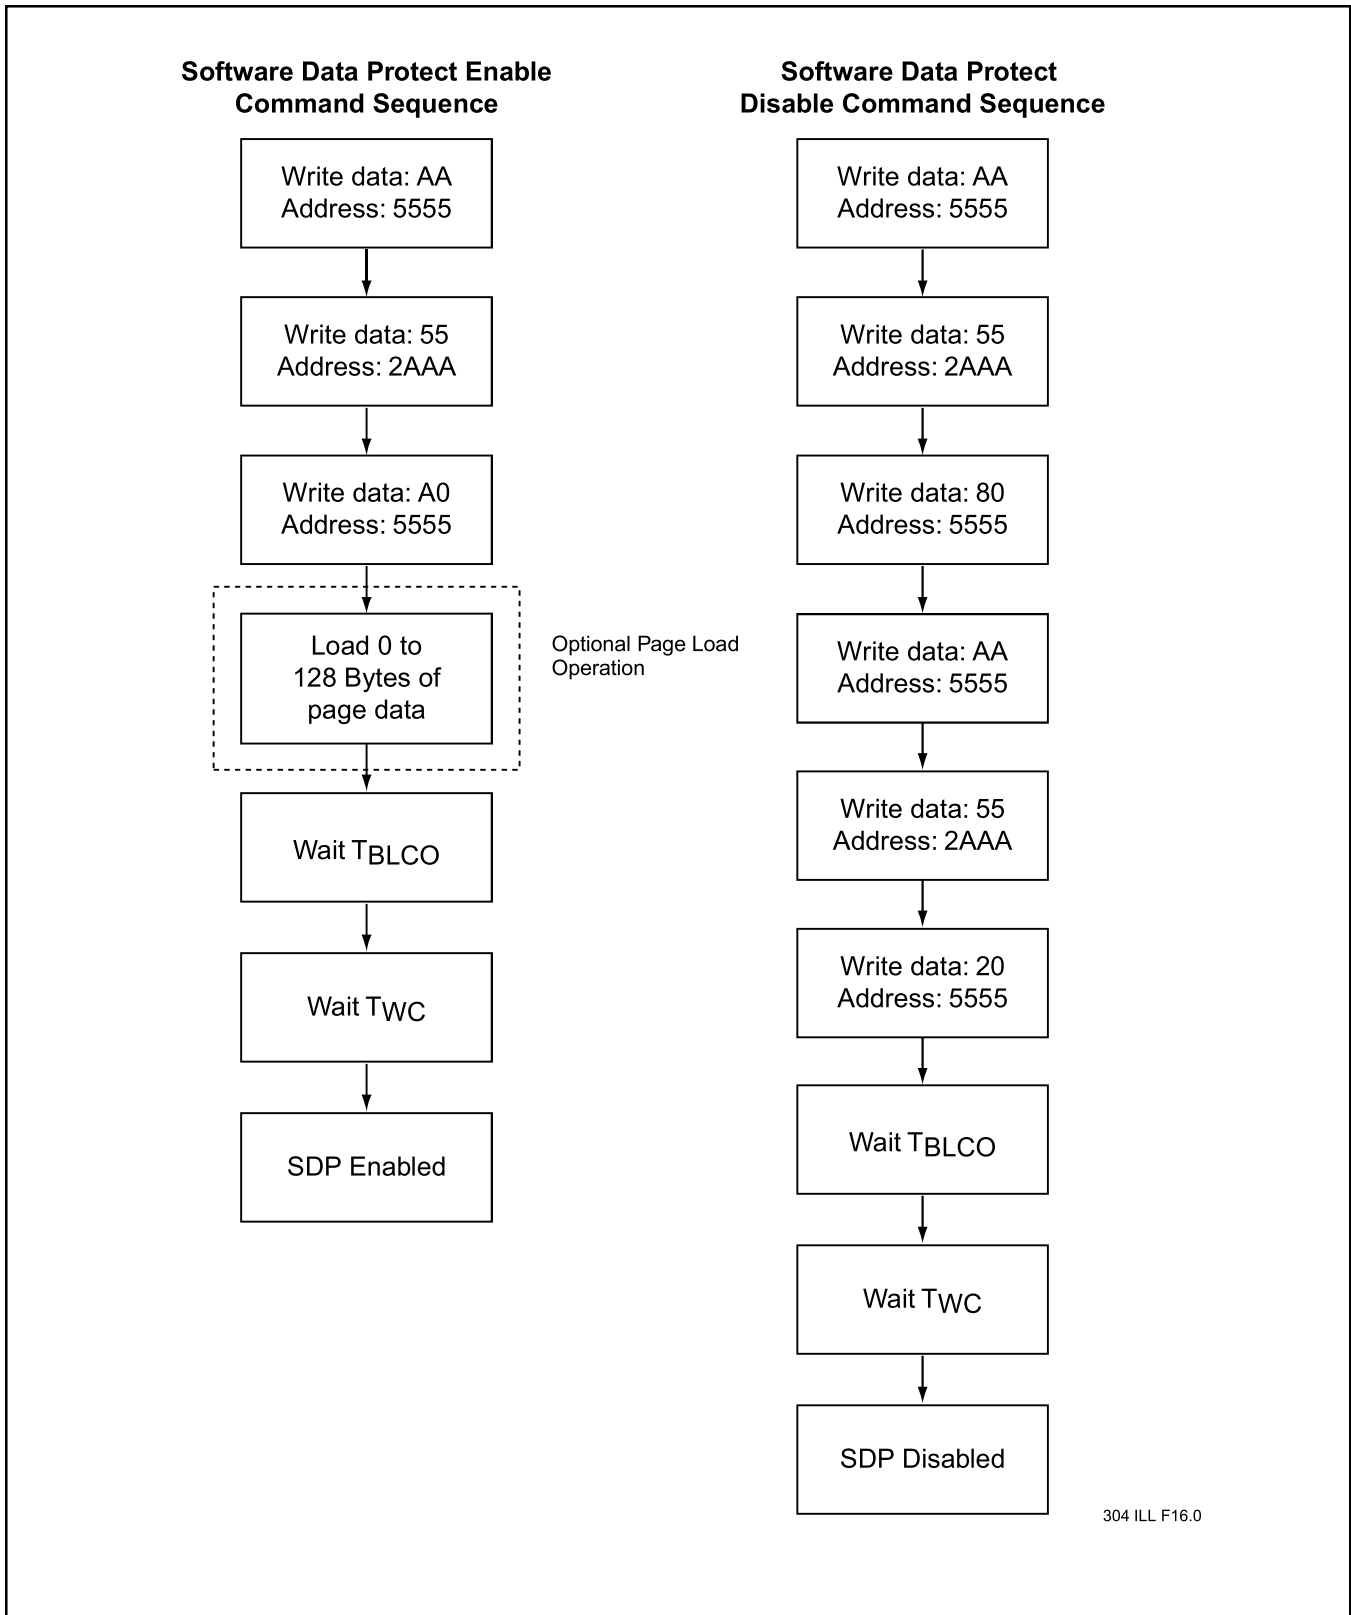 Software Data Protect Enable
Command Sequence
Write data: AA
Address: 5555
Write data: 55
Address: 2AAA
Write data: A0
Address: 5555
Load 0 to
128 Bytes of
page data
Optional Page Load
Operation
Wait TBLCO
Wait TWC
SDP Enabled
Software Data Protect
Disable Command Sequence
Write data: AA
Address: 5555
Write data: 55
Address: 2AAA
Write data: 80
Address: 5555
Write data: AA
Address: 5555
Write data: 55
Address: 2AAA
Write data: 20
Address: 5555
Wait TBLCO
Wait TWC
SDP Disabled
304 ILL F16.0